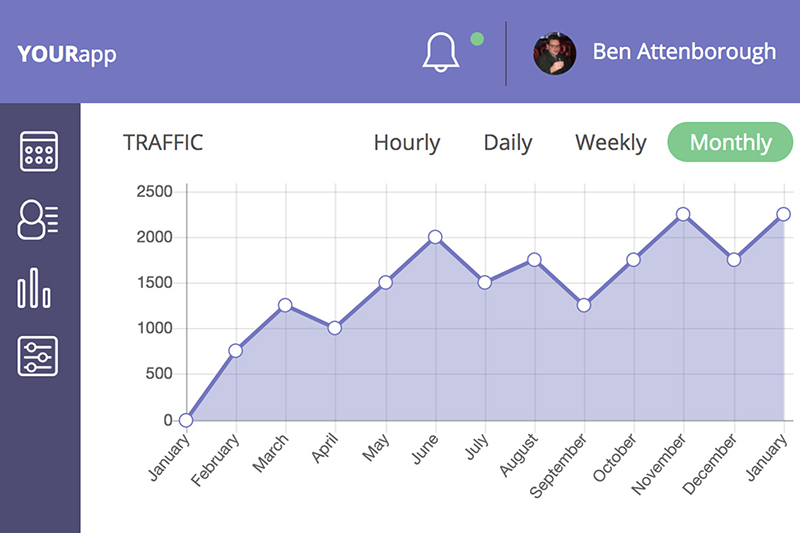 YOURapp
Ben Attenborough
TRAFFIC Hourly Daily Weekly Monthly
2500
2000
1500
1000
500
0
January February March April May June July August September October November December January